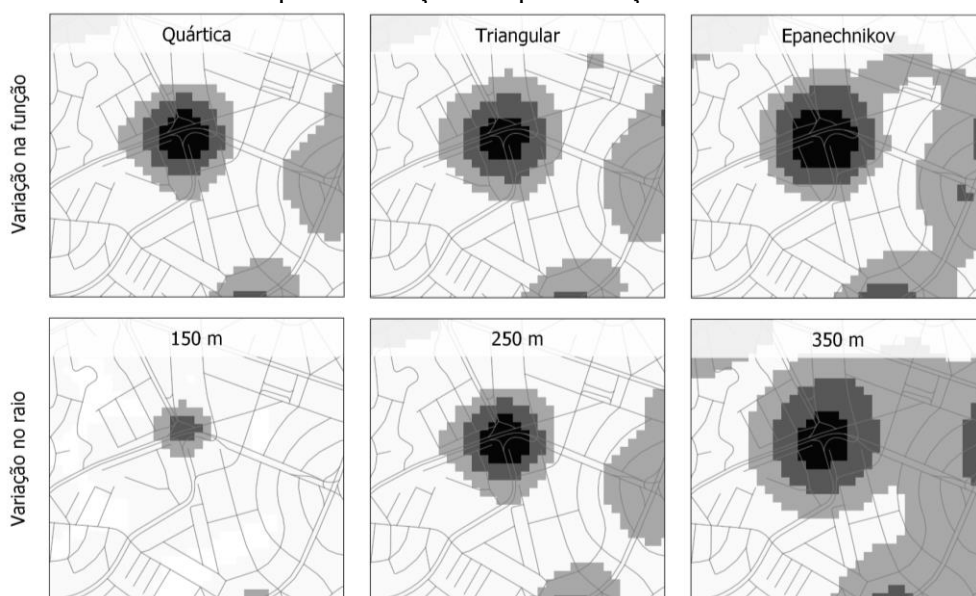 Quártica
Triangular
Epanechnikov
Variação na função
150 m
250 m
350 m
Variação no raio